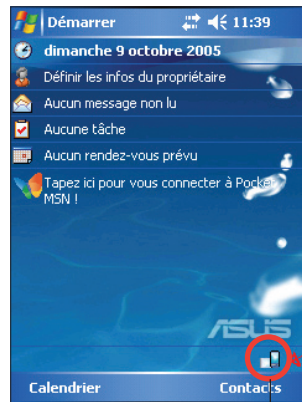 Démarrer 11:39
dimanche 9 octobre 2005
Définir les infos du propriétaire
Aucun message non lu
Aucune tâche
Aucun rendez-vous prévu
Tapez ici pour vous connecter à Pocket
MSN !
ASUS
Calendrier Contacts